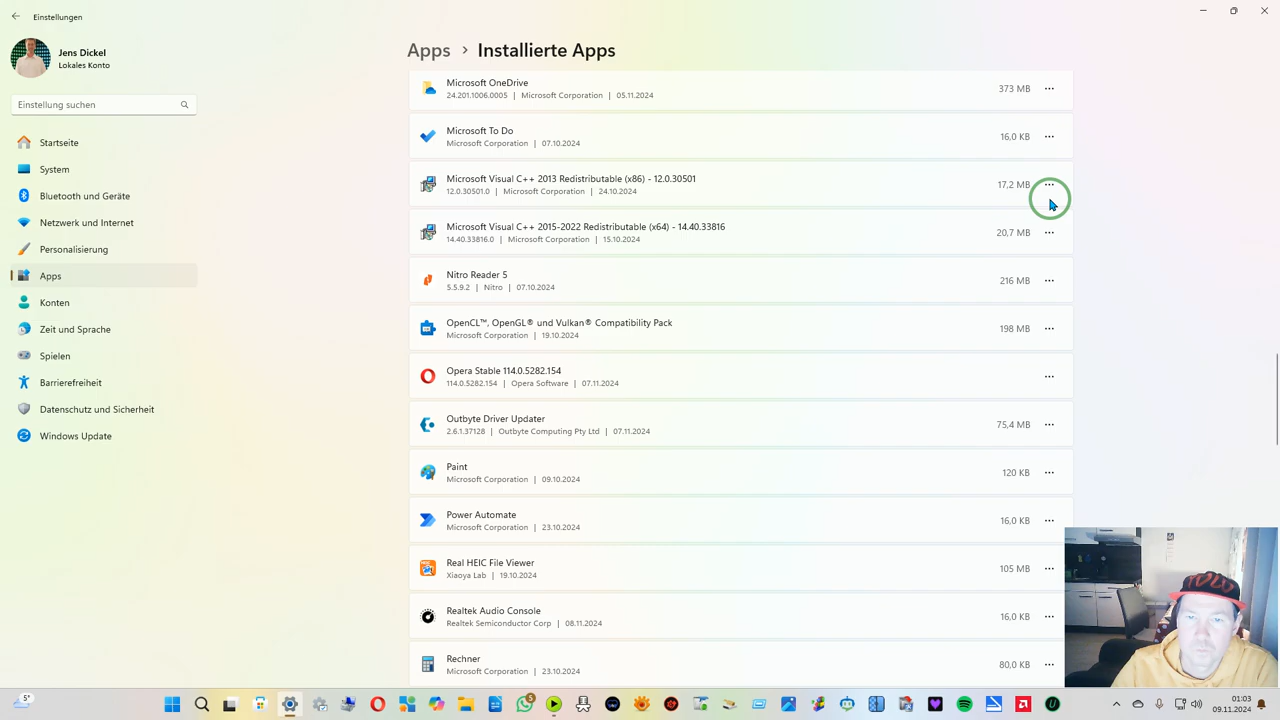 Einstellungen
Jens Dickel
Lokales Konto
Einstellung suchen
Startseite
System
Bluetooth und Geräte
Netzwerk und Internet
Personalisierung
Apps
Konten
Zeit und Sprache
Spielen
Barrierefreiheit
Datenschutz und Sicherheit
Windows Update
Apps > Installierte Apps
Microsoft OneDrive
24.201.1006.0005 | Microsoft Corporation | 05.11.2024
373 MB
Microsoft To Do
Microsoft Corporation | 07.10.2024
16,0 KB
Microsoft Visual C++ 2013 Redistributable (x86) - 12.0.30501
12.0.30501.0 | Microsoft Corporation | 24.10.2024
17,2 MB
Microsoft Visual C++ 2015-2022 Redistributable (x64) - 14.40.33816
14.40.33816.0 | Microsoft Corporation | 15.10.2024
20,7 MB
Nitro Reader 5
5.5.9.2 | Nitro | 07.10.2024
216 MB
OpenCL™, OpenGL® und Vulkan® Compatibility Pack
Microsoft Corporation | 19.10.2024
198 MB
Opera Stable 114.0.5282.154
114.0.5282.154 | Opera Software | 07.11.2024
Outbyte Driver Updater
2.6.1.37128 | Outbyte Computing Pty Ltd | 07.11.2024
75,4 MB
Paint
Microsoft Corporation | 09.10.2024
120 KB
Power Automate
Microsoft Corporation | 23.10.2024
16,0 KB
Real HEIC File Viewer
Xiaoya Lab | 19.10.2024
105 MB
Realtek Audio Console
Realtek Semiconductor Corp | 08.11.2024
16,0 KB
Rechner
Microsoft Corporation | 23.10.2024
80,0 KB
5°
5
01:03
09.11.2024